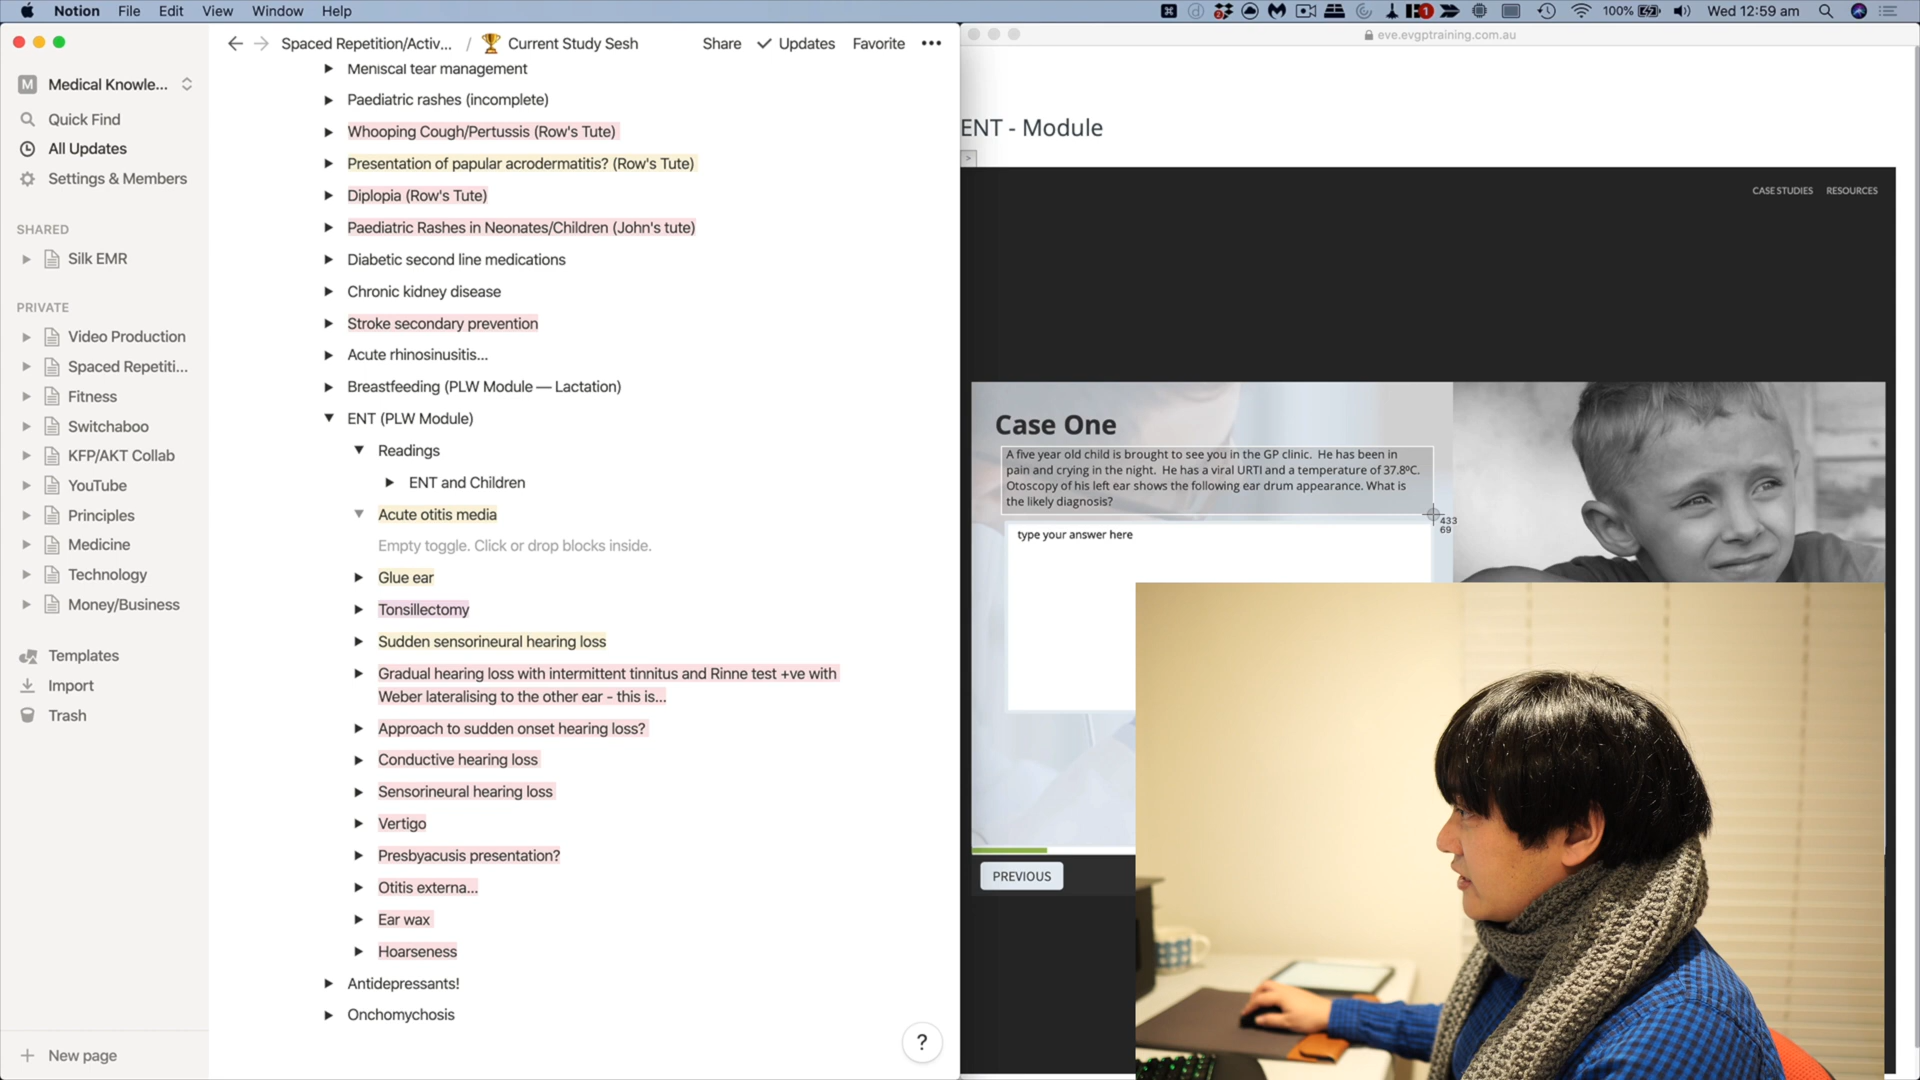 Notion File Edit View Window Help
1 100% Wed 12:59 am
Spaced Repetition/Activ... / Current Study Sesh Share Updates Favorite •••
M Medical Knowle...
Quick Find
All Updates
Settings & Members
SHARED
Silk EMR
PRIVATE
Video Production
Spaced Repetiti...
Fitness
Switchaboo
KFP/AKT Collab
YouTube
Principles
Medicine
Technology
Money/Business
Templates
Import
Trash
New page
Meniscal tear management
Paediatric rashes (incomplete)
Whooping Cough/Pertussis (Row's Tute)
Presentation of papular acrodermatitis? (Row's Tute)
Diplopia (Row's Tute)
Paediatric Rashes in Neonates/Children (John's tute)
Diabetic second line medications
Chronic kidney disease
Stroke secondary prevention
Acute rhinosinusitis...
Breastfeeding (PLW Module — Lactation)
ENT (PLW Module)
Readings
ENT and Children
Acute otitis media
Empty toggle. Click or drop blocks inside.
Glue ear
Tonsillectomy
Sudden sensorineural hearing loss
Gradual hearing loss with intermittent tinnitus and Rinne test +ve with
Weber lateralising to the other ear - this is...
Approach to sudden onset hearing loss?
Conductive hearing loss
Sensorineural hearing loss
Vertigo
Presbyacusis presentation?
Otitis externa...
Ear wax
Hoarseness
Antidepressants!
Onchomychosis
?
eve.evgptraining.com.au
ENT - Module
>
CASE STUDIES RESOURCES
Case One
A five year old child is brought to see you in the GP clinic. He has been in
pain and crying in the night. He has a viral URTI and a temperature of 37.8ºC.
Otoscopy of his left ear shows the following ear drum appearance. What is
the likely diagnosis?
433
69
type your answer here
PREVIOUS